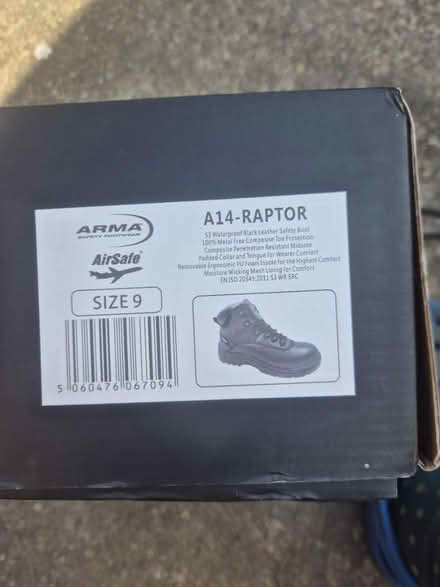 ARMA
SAFETY FOOTWEAR
AirSafe®
SIZE 9
5 060476 067094
A14-RAPTOR
S3 Waterproof Black Leather Safety Boot
100% Metal Free Composite Toe Protection
Composite Penetration Resistant Midsole
Padded Collar and Tongue for Wearer Comfort
Removable Ergonomic PU Foam Insole for the Highest Comfort
Moisture Wicking Mesh Lining for Comfort
EN ISO 20345:2011 S3 WR SRC